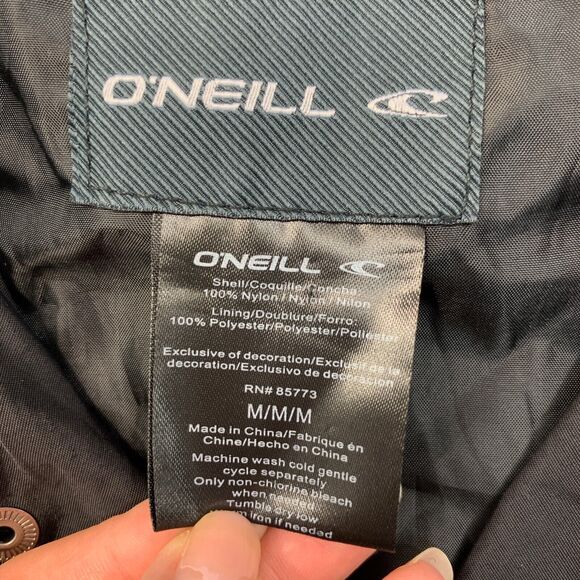 O'NEILL
O'NEILL
Shell/Coquille/Concha
100% Nylon / Nylon / Nilon
Lining/Doublure/Forro
100% Polyester/Polyester/Poliester
Exclusive of decoration/Exclusif de la
decoration/Exclusivo de decoracion
RN# 85773
M/M/M
Made in China/Fabrique én
Chine/Hecho en China
Machine wash cold gentle
cycle separately
Only non-chlorine bleach
when needed
Tumble dry low
iron if needed